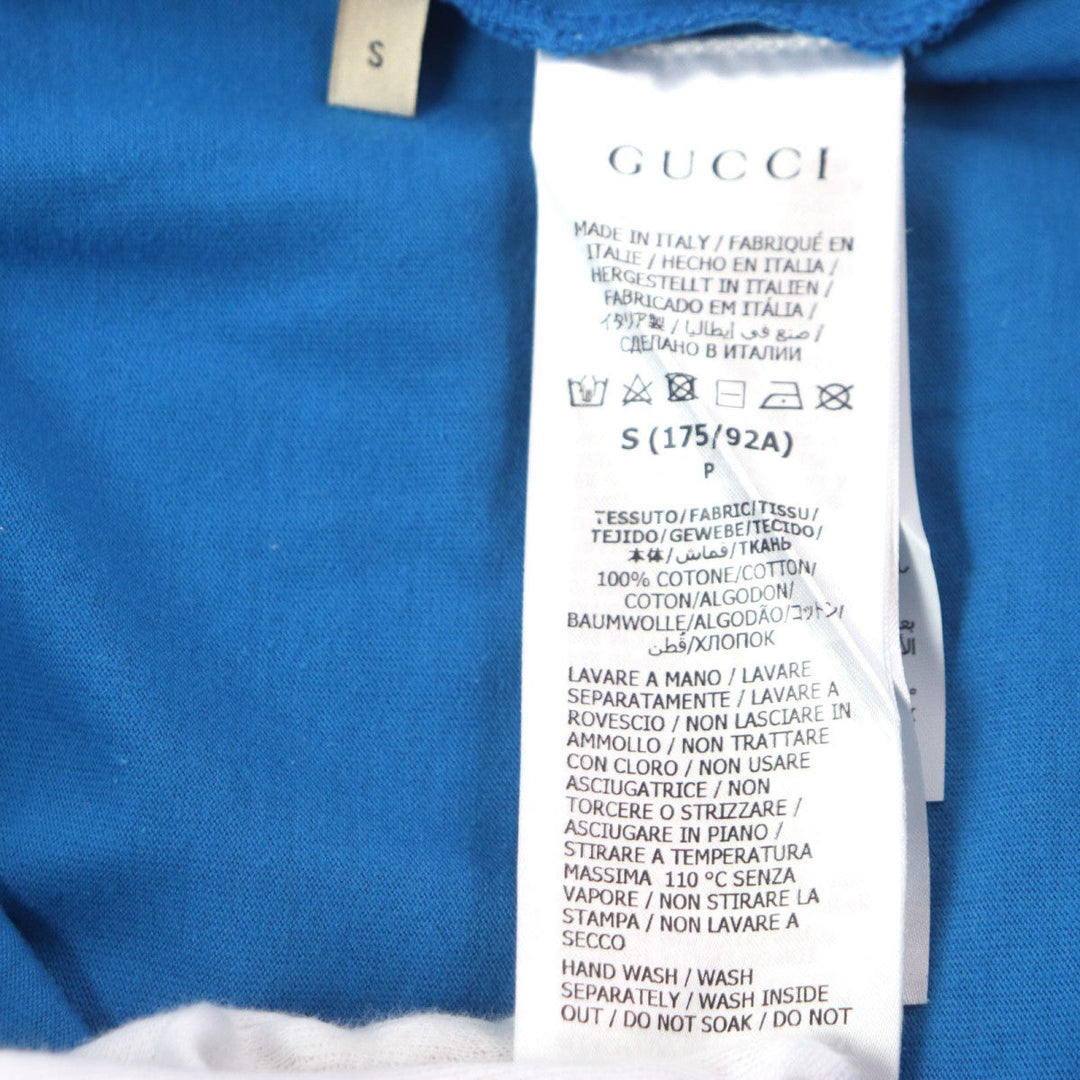 S
GUCCI
MADE IN ITALY / FABRIQUÉ EN
ITALIE / HECHO EN ITALIA /
HERGESTELLT IN ITALIEN /
FABRICADO EM ITÁLIA /
イタリア製 / صنع في إيطاليا /
СДЕЛАНО В ИТАЛИИ
S (175/92A)
P
TESSUTO/FABRIC/TISSU/
TEJIDO/GEWEBE/TECIDO/
本体/قماش/ТКАНЬ
100% COTONE/COTTON/
COTON/ALGODON/
BAUMWOLLE/ALGODÃO/コットン/
قُطن/ХЛОПОК
LAVARE A MANO / LAVARE
SEPARATAMENTE / LAVARE A
ROVESCIO / NON LASCIARE IN
AMMOLLO / NON TRATTARE
CON CLORO / NON USARE
ASCIUGATRICE / NON
TORCERE O STRIZZARE /
ASCIUGARE IN PIANO /
STIRARE A TEMPERATURA
MASSIMA 110 °C SENZA
VAPORE / NON STIRARE LA
STAMPA / NON LAVARE A
SECCO
HAND WASH / WASH
SEPARATELY / WASH INSIDE
OUT / DO NOT SOAK / DO NOT